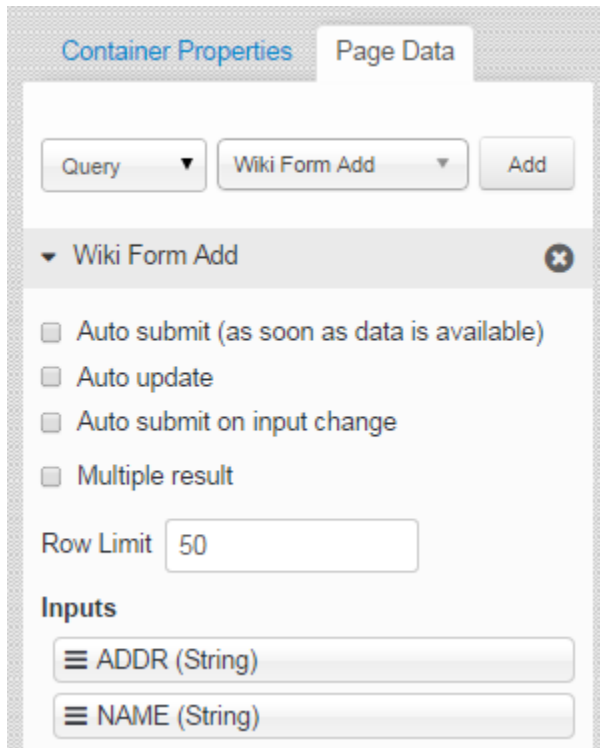 Container Properties Page Data
Query Wiki Form Add Add
Wiki Form Add
Auto submit (as soon as data is available)
Auto update
Auto submit on input change
Multiple result
Row Limit 50
Inputs
ADDR (String)
NAME (String)